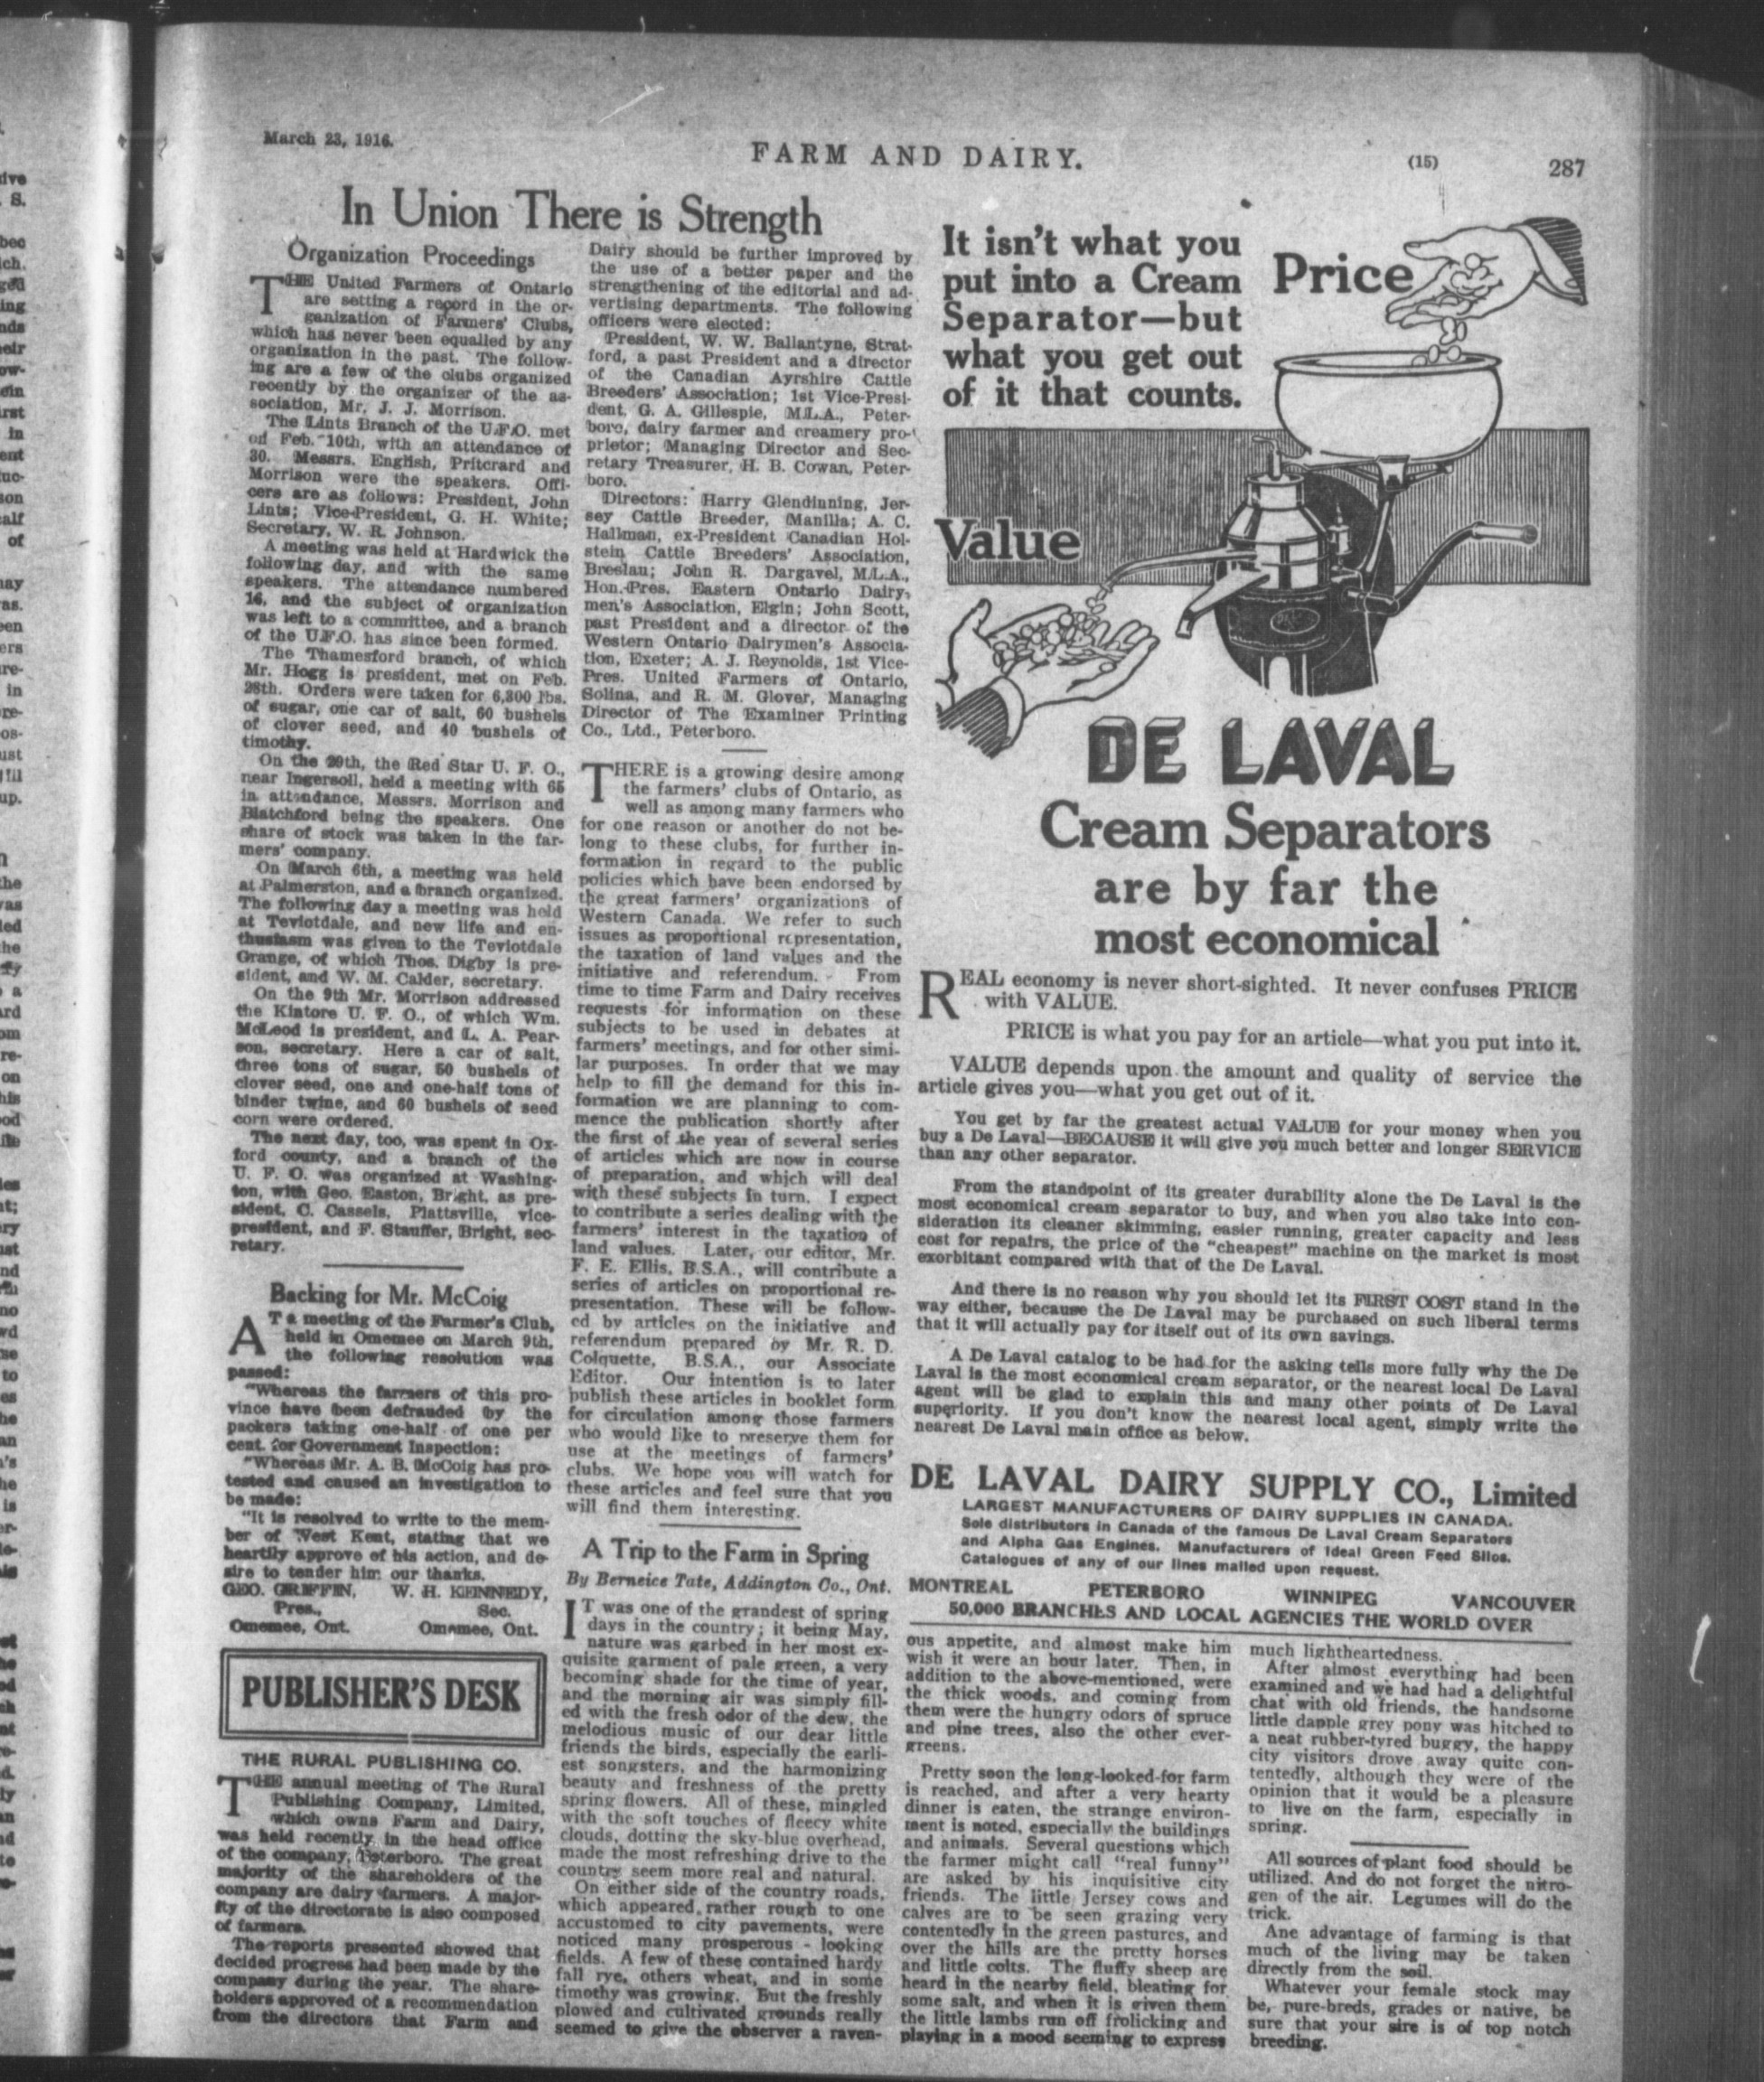 March 23, 1916.
FARM AND DAIRY.
(15)
287
In Union There is Strength
Organization Proceedings
THE United Farmers of Ontario
are setting a record in the or-
ganization of Farmers' Clubs,
which has never been equalled by any
organization in the past. The follow-
ing are a few of the clubs organized
recently by the organizer of the as-
sociation, Mr. J. J. Morrison.
The Lints Branch of the U.F.O. met
on Feb. 10th, with an attendance of
30. Messrs. English, Pritcrard and
Morrison were the speakers. Offi-
cers are as follows: President, John
Lints; Vice-President, G. H. White;
Secretary, W. R. Johnson.
A meeting was held at Hardwick the
following day, and with the same
speakers. The attendance numbered
16, and the subject of organization
was left to a committee, and a branch
of the U.F.O. has since been formed.
The Thamesford branch, of which
Mr. Hogg is president, met on Feb.
28th. Orders were taken for 6,300 lbs.
of sugar, one car of salt, 60 bushels
of clover seed, and 40 bushels of
timothy.
On the 29th, the Red Star U. F. O.,
near Ingersoll, held a meeting with 65
in attendance, Messrs. Morrison and
Blatchford being the speakers. One
share of stock was taken in the far-
mers' company.
On March 6th, a meeting was held
at Palmerston, and a branch organized.
The following day a meeting was held
at Teviotdale, and new life and en-
thusiasm was given to the Teviotdale
Grange, of which Thos. Digby is pre-
sident, and W. M. Calder, secretary.
On the 9th Mr. Morrison addressed
the Kintore U. F. O., of which Wm.
McLeod is president, and L. A. Pear-
son, secretary. Here a car of salt,
three tons of sugar, 50 bushels of
clover seed, one and one-half tons of
binder twine, and 60 bushels of seed
corn were ordered.
The next day, too, was spent in Ox-
ford county, and a branch of the
U. F. O. was organized at Washing-
ton, with Geo. Easton, Bright, as pre-
sident, C. Cassels, Plattsville, vice-
president, and F. Stauffer, Bright, sec-
retary.
Backing for Mr. McCoig
AT a meeting of the Farmer's Club,
held in Omemee on March 9th,
the following resolution was
passed:
"Whereas the farmers of this pro-
vince have been defrauded by the
packers taking one-half of one per
cent. for Government Inspection:
"Whereas Mr. A. B. McCoig has pro-
tested and caused an investigation to
be made:
"It is resolved to write to the mem-
ber of West Kent, stating that we
heartily approve of his action, and de-
sire to tender him our thanks.
GEO. GRIFFIN, W. H. KENNEDY,
Pres., Sec.
Omemee, Ont. Omemee, Ont.
PUBLISHER'S DESK
THE RURAL PUBLISHING CO.
THE annual meeting of The Rural
Publishing Company, Limited,
which owns Farm and Dairy,
was held recently in the head office
of the company, Peterboro. The great
majority of the shareholders of the
company are dairy farmers. A major-
ity of the directorate is also composed
of farmers.
The reports presented showed that
decided progress had been made by the
company during the year. The share-
holders approved of a recommendation
from the directors that Farm and
Dairy should be further improved by
the use of a better paper and the
strengthening of the editorial and ad-
vertising departments. The following
officers were elected:
President, W. W. Ballantyne, Strat-
ford, a past President and a director
of the Canadian Ayrshire Cattle
Breeders' Association; 1st Vice-Presi-
dent, G. A. Gillespie, M.L.A., Peter-
boro, dairy farmer and creamery pro-
prietor; Managing Director and Sec-
retary Treasurer, H. B. Cowan, Peter-
boro.
Directors: Harry Glendinning, Jer-
sey Cattle Breeder, Manilla; A. C.
Hallman, ex-President Canadian Hol-
stein Cattle Breeders' Association,
Breslau; John R. Dargavel, M.L.A.,
Hon.-Pres. Eastern Ontario Dairy-
men's Association, Elgin; John Scott,
past President and a director of the
Western Ontario Dairymen's Associa-
tion, Exeter; A. J. Reynolds, 1st Vice-
Pres. United Farmers of Ontario,
Solina, and R. M. Glover, Managing
Director of The Examiner Printing
Co., Ltd., Peterboro.
THERE is a growing desire among
the farmers' clubs of Ontario, as
well as among many farmers who
for one reason or another do not be-
long to these clubs, for further in-
formation in regard to the public
policies which have been endorsed by
the great farmers' organizations of
Western Canada. We refer to such
issues as proportional representation,
the taxation of land values and the
initiative and referendum. From
time to time Farm and Dairy receives
requests for information on these
subjects to be used in debates at
farmers' meetings, and for other simi-
lar purposes. In order that we may
help to fill the demand for this in-
formation we are planning to com-
mence the publication shortly after
the first of the year of several series
of articles which are now in course
of preparation, and which will deal
with these subjects in turn. I expect
to contribute a series dealing with the
farmers' interest in the taxation of
land values. Later, our editor, Mr.
F. E. Ellis, B.S.A., will contribute a
series of articles on proportional re-
presentation. These will be follow-
ed by articles on the initiative and
referendum prepared by Mr. R. D.
Colquette, B.S.A., our Associate
Editor. Our intention is to later
publish these articles in booklet form
for circulation among those farmers
who would like to preserve them for
use at the meetings of farmers'
clubs. We hope you will watch for
these articles and feel sure that you
will find them interesting.
A Trip to the Farm in Spring
By Berneice Tate, Addington Co., Ont.
IT was one of the grandest of spring
days in the country; it being May,
nature was garbed in her most ex-
quisite garment of pale green, a very
becoming shade for the time of year,
and the morning air was simply fill-
ed with the fresh odor of the dew, the
melodious music of our dear little
friends the birds, especially the earli-
est songsters, and the harmonizing
beauty and freshness of the pretty
spring flowers. All of these, mingled
with the soft touches of fleecy white
clouds, dotting the sky-blue overhead,
made the most refreshing drive to the
country seem more real and natural.
On either side of the country roads,
which appeared rather rough to one
accustomed to city pavements, were
noticed many prosperous-looking
fields. A few of these contained hardy
fall rye, others wheat, and in some
timothy was growing. But the freshly
plowed and cultivated grounds really
seemed to give the observer a raven-
It isn't what you
put into a Cream
Separator—but
what you get out
of it that counts.
Price
Value
DE LAVAL
Cream Separators
are by far the
most economical
REAL economy is never short-sighted. It never confuses PRICE
with VALUE.
PRICE is what you pay for an article—what you put into it.
VALUE depends upon the amount and quality of service the
article gives you—what you get out of it.
You get by far the greatest actual VALUE for your money when you
buy a De Laval—BECAUSE it will give you much better and longer SERVICE
than any other separator.
From the standpoint of its greater durability alone the De Laval is the
most economical cream separator to buy, and when you also take into con-
sideration its cleaner skimming, easier running, greater capacity and less
cost for repairs, the price of the "cheapest" machine on the market is most
exorbitant compared with that of the De Laval.
And there is no reason why you should let its FIRST COST stand in the
way either, because the De Laval may be purchased on such liberal terms
that it will actually pay for itself out of its own savings.
A De Laval catalog to be had for the asking tells more fully why the De
Laval is the most economical cream separator, or the nearest local De Laval
agent will be glad to explain this and many other points of De Laval
superiority. If you don't know the nearest local agent, simply write the
nearest De Laval main office as below.
DE LAVAL DAIRY SUPPLY CO., Limited
LARGEST MANUFACTURERS OF DAIRY SUPPLIES IN CANADA.
Sole distributors in Canada of the famous De Laval Cream Separators
and Alpha Gas Engines. Manufacturers of Ideal Green Feed Silos.
Catalogues of any of our lines mailed upon request.
MONTREAL PETERBORO WINNIPEG VANCOUVER
50,000 BRANCHES AND LOCAL AGENCIES THE WORLD OVER
ous appetite, and almost make him
wish it were an hour later. Then, in
addition to the above-mentioned, were
the thick woods, and coming from
them were the hungry odors of spruce
and pine trees, also the other ever-
greens.
Pretty soon the long-looked-for farm
is reached, and after a very hearty
dinner is eaten, the strange environ-
ment is noted, especially the buildings
and animals. Several questions which
the farmer might call "real funny"
are asked by his inquisitive city
friends. The little Jersey cows and
calves are to be seen grazing very
contentedly in the green pastures, and
over the hills are the pretty horses
and little colts. The fluffy sheep are
heard in the nearby field, bleating for
some salt, and when it is given them
the little lambs run off frolicking and
playing in a mood seeming to express
much lightheartedness.
After almost everything had been
examined and we had had a delightful
chat with old friends, the handsome
little dapple grey pony was hitched to
a neat rubber-tyred buggy, the happy
city visitors drove away quite con-
tentedly, although they were of the
opinion that it would be a pleasure
to live on the farm, especially in
spring.
All sources of plant food should be
utilized. And do not forget the nitro-
gen of the air. Legumes will do the
trick.
Ane advantage of farming is that
much of the living may be taken
directly from the soil.
Whatever your female stock may
be, pure-breds, grades or native, be
sure that your sire is of top notch
breeding.